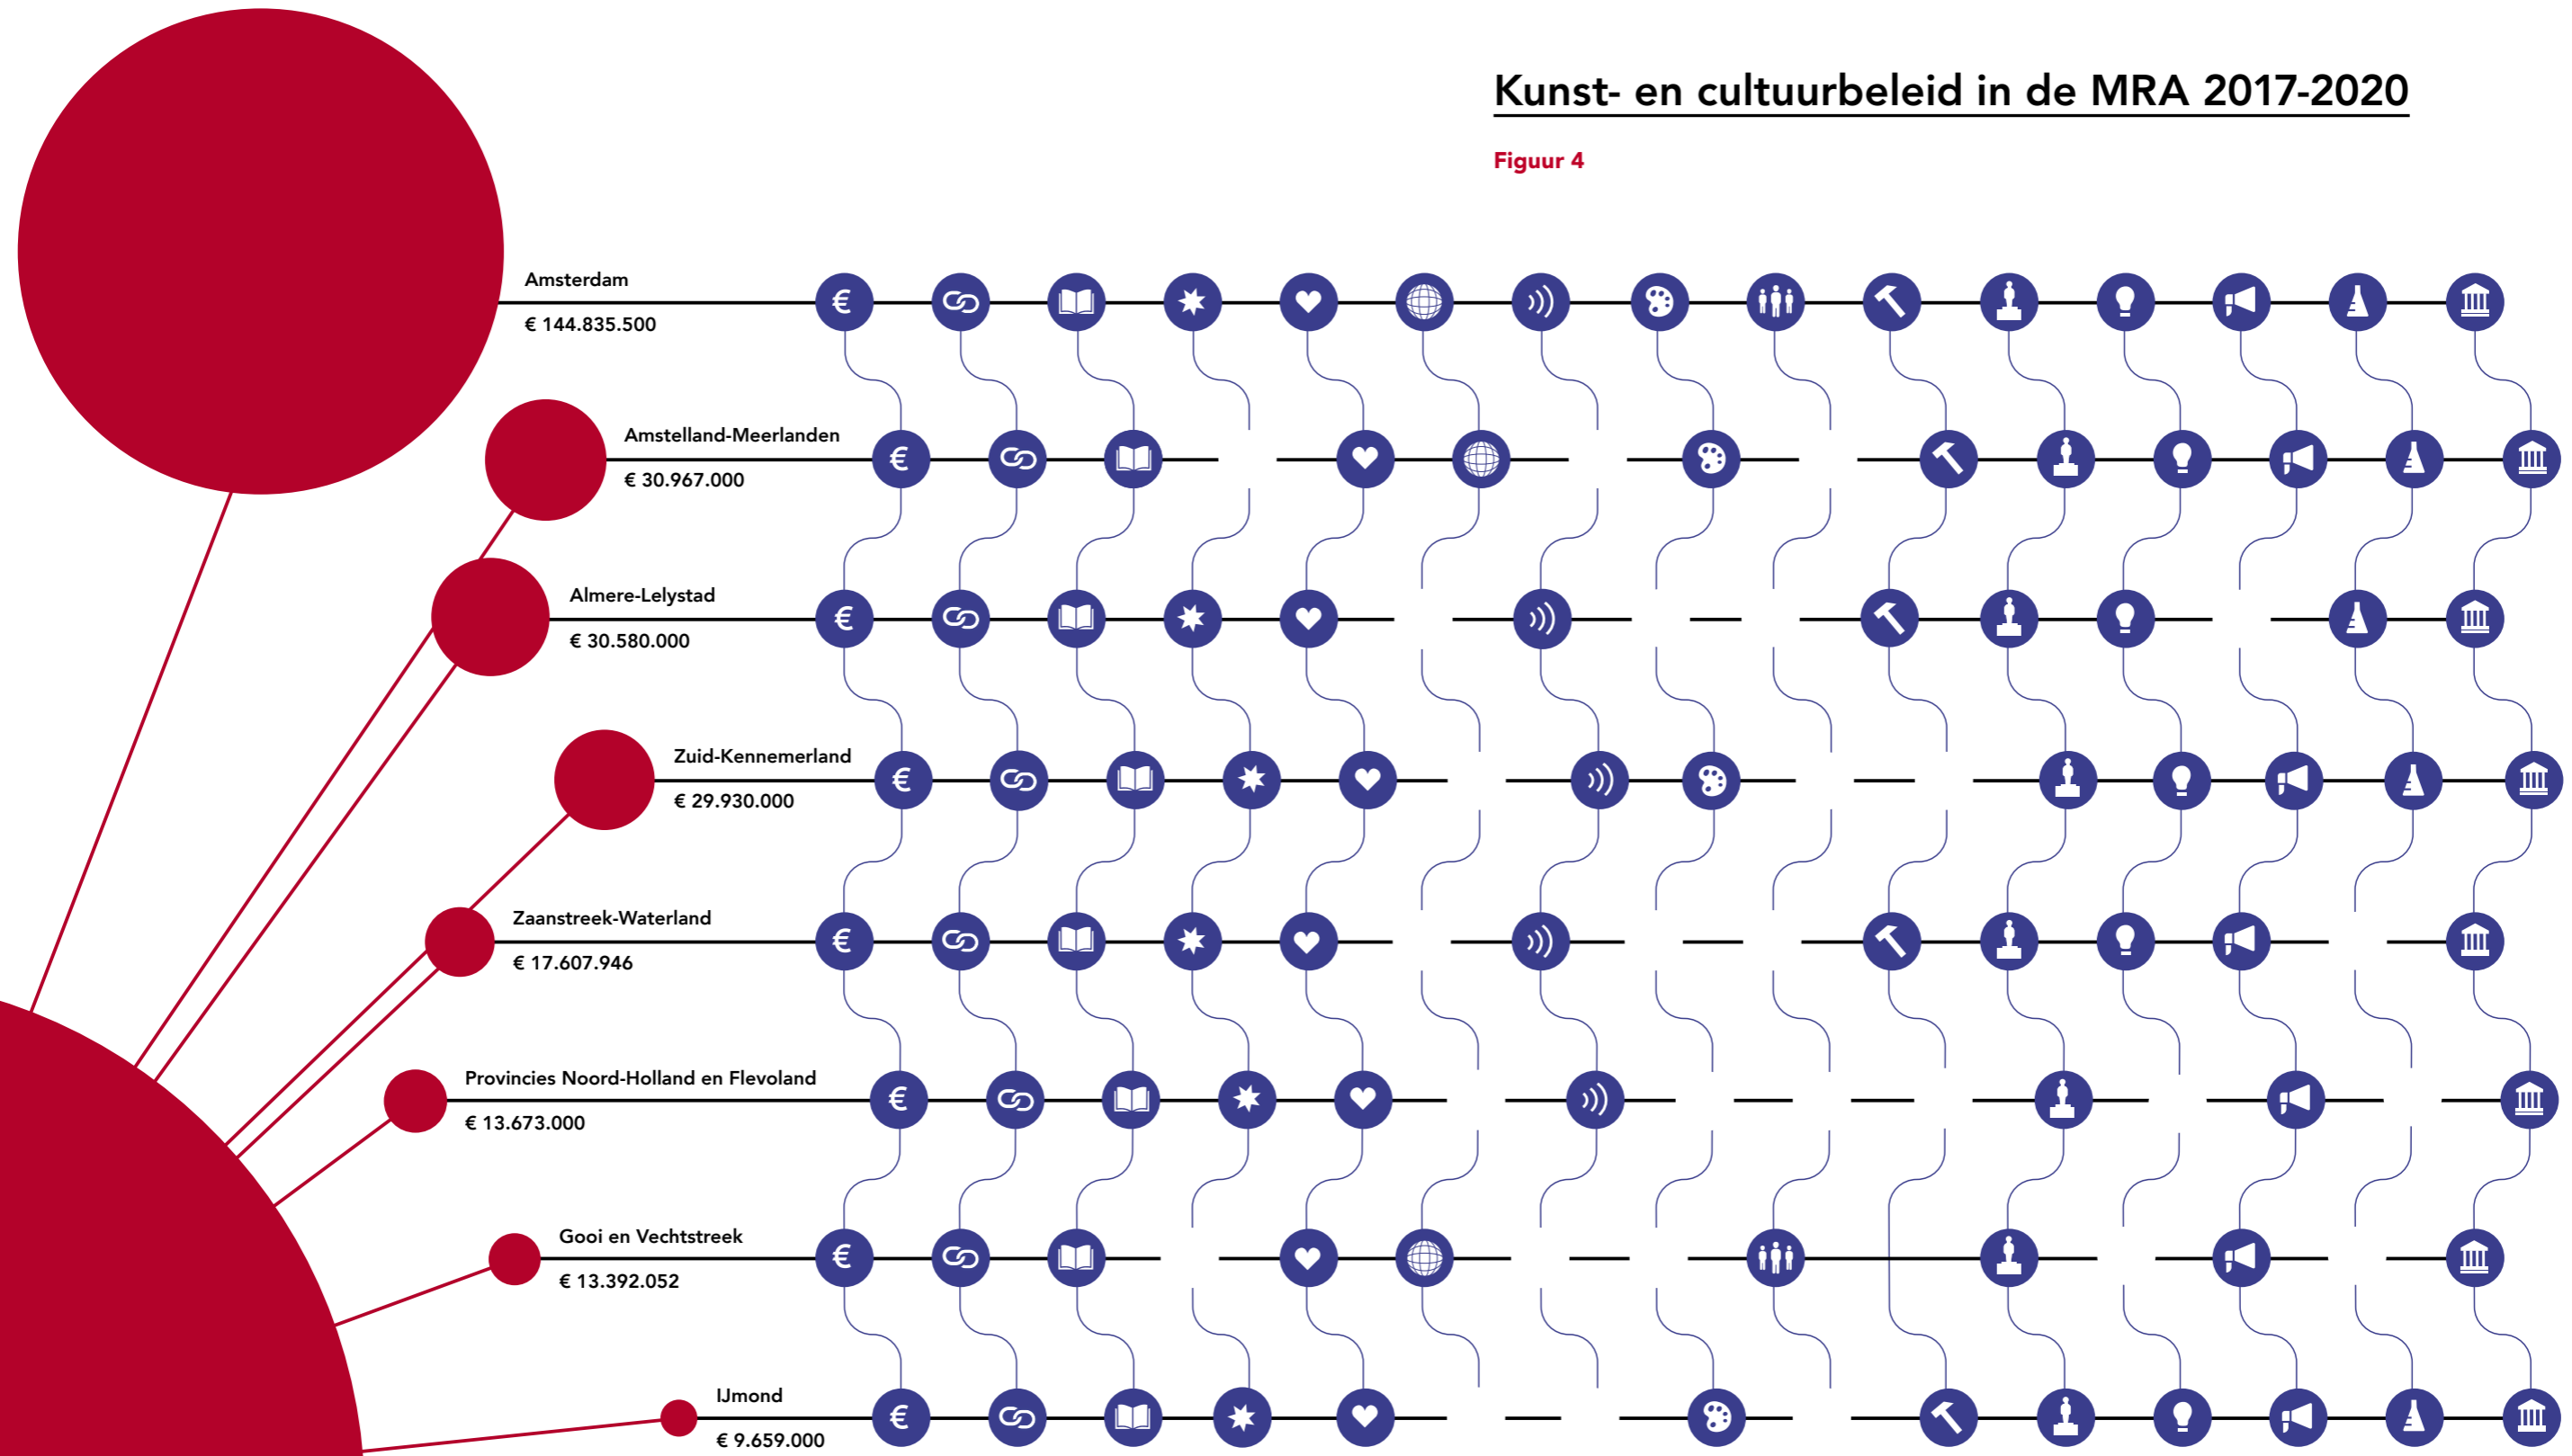 Kunst- en cultuurbeleid in de MRA 2017-2020
Figuur 4
Amsterdam
€ 144.835.500
Amstelland-Meerlanden
€ 30.967.000
Almere-Lelystad
€ 30.580.000
Zuid-Kennemerland
€ 29.930.000
Zaanstreek-Waterland
€ 17.607.946
Provincies Noord-Holland en Flevoland
€ 13.673.000
Gooi en Vechtstreek
€ 13.392.052
IJmond
€ 9.659.000